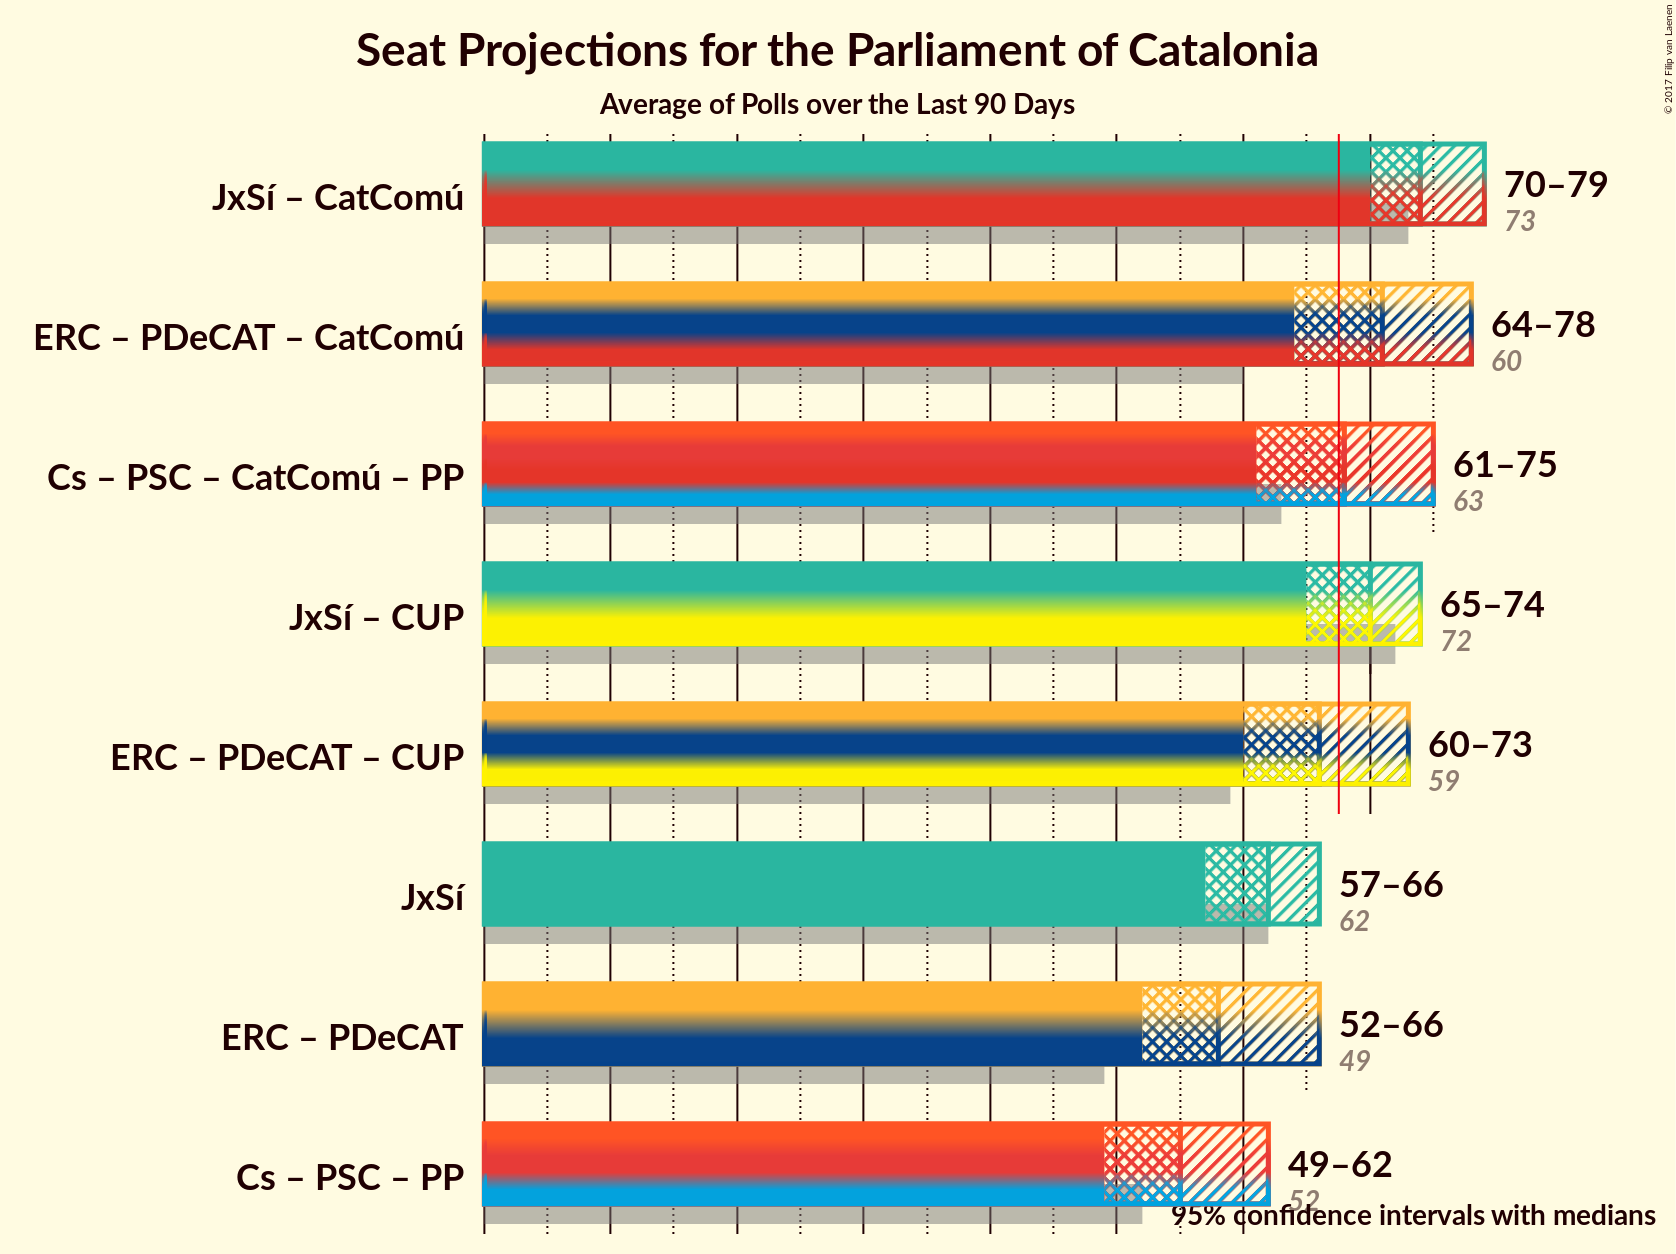 Seat Projections for the Parliament of Catalonia
Average of Polls over the Last 90 Days
© 2017 Filip van Laenen
JxSí – CatComú
70–79
73
ERC – PDeCAT – CatComú
64–78
60
Cs – PSC – CatComú – PP
61–75
63
JxSí – CUP
65–74
72
ERC – PDeCAT – CUP
60–73
59
JxSí
57–66
62
ERC – PDeCAT
52–66
49
Cs – PSC – PP
49–62
52
95% confidence intervals with medians